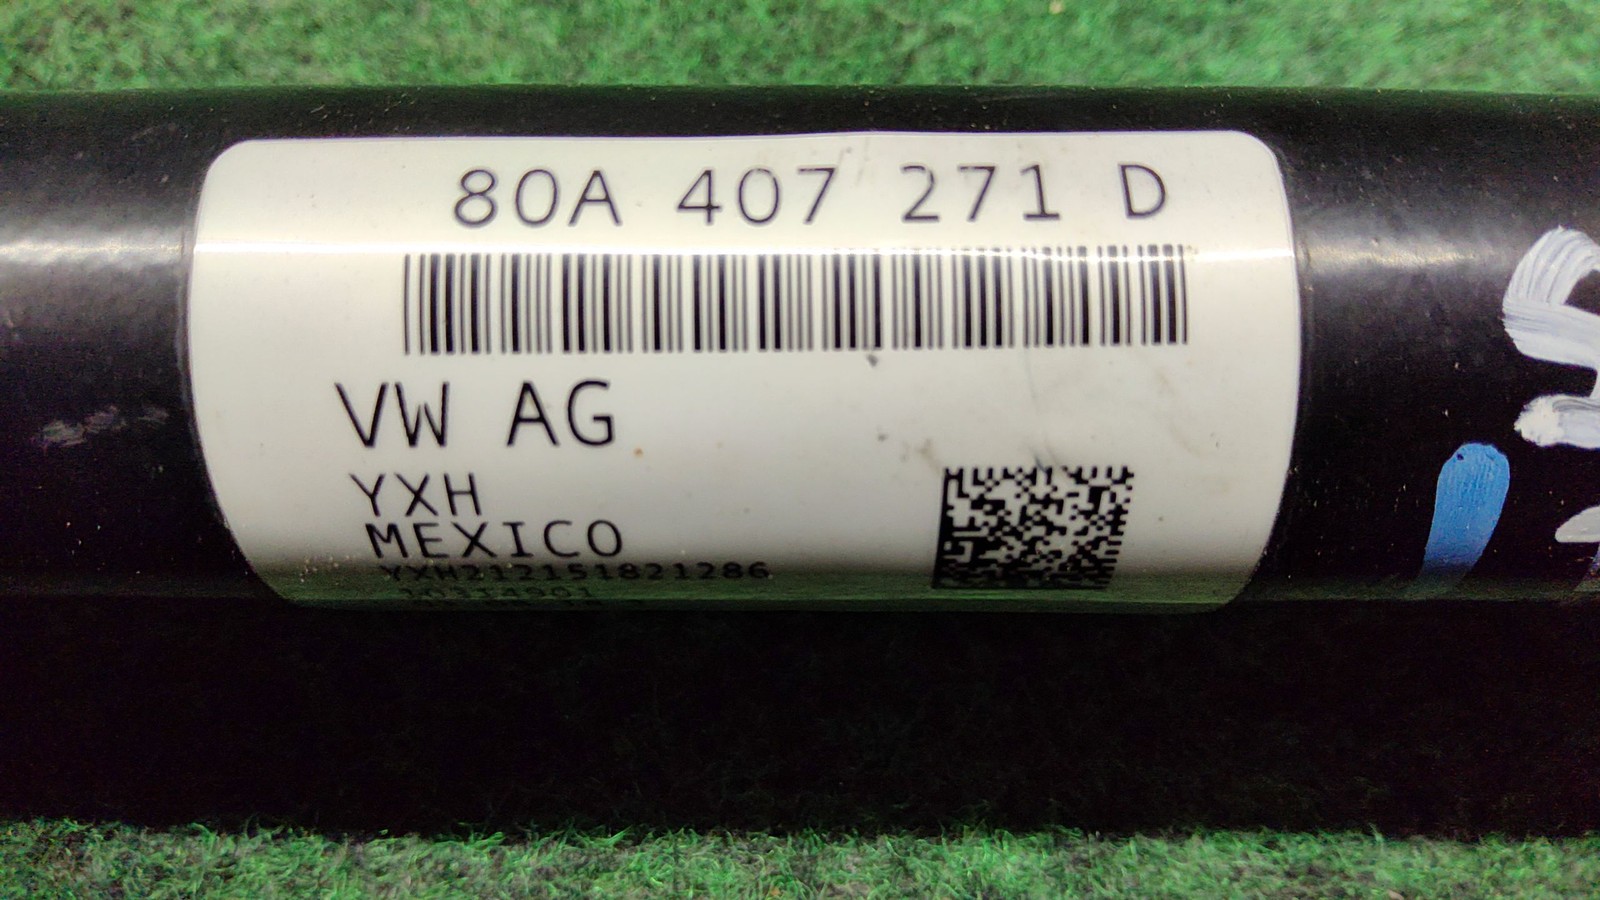 80A 407 271 D
VW AG
YXH
MEXICO
YXH212151821286